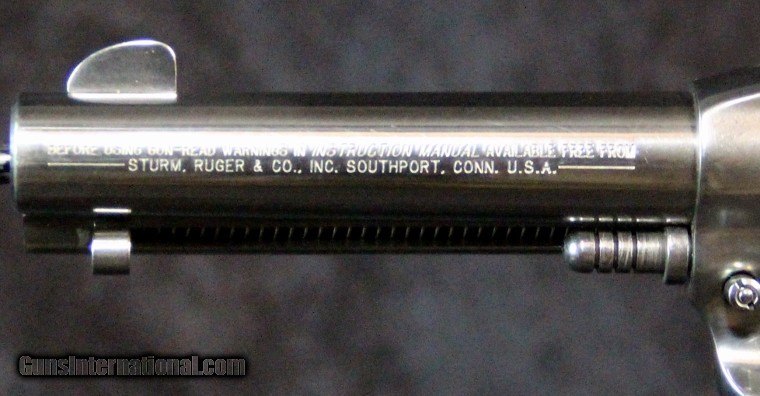 BEFORE USING GUN-READ WARNINGS IN INSTRUCTION MANUAL AVAILABLE FREE FROM
STURM, RUGER & CO., INC. SOUTHPORT, CONN. U.S.A.
GunsInternational.com